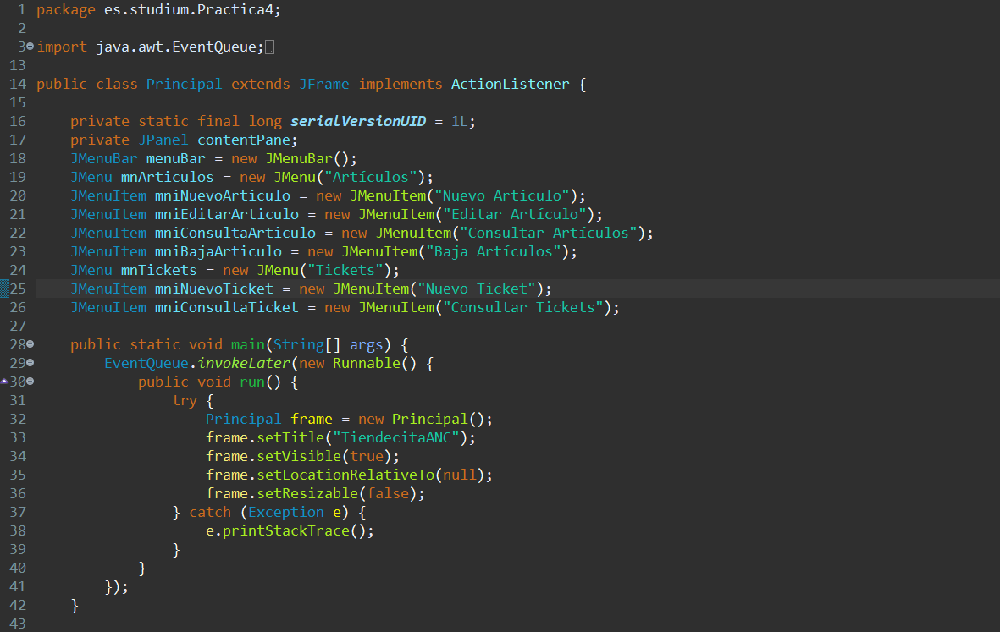 1 package es.studium.Practica4;
2
3 import java.awt.EventQueue;
13
14 public class Principal extends JFrame implements ActionListener {
15
16     private static final long serialVersionUID = 1L;
17     private JPanel contentPane;
18     JMenuBar menuBar = new JMenuBar();
19     JMenu mnArticulos = new JMenu("Artículos");
20     JMenuItem mniNuevoArticulo = new JMenuItem("Nuevo Artículo");
21     JMenuItem mniEditarArticulo = new JMenuItem("Editar Artículo");
22     JMenuItem mniConsultaArticulo = new JMenuItem("Consultar Artículos");
23     JMenuItem mniBajaArticulo = new JMenuItem("Baja Artículos");
24     JMenu mnTickets = new JMenu("Tickets");
25     JMenuItem mniNuevoTicket = new JMenuItem("Nuevo Ticket");
26     JMenuItem mniConsultaTicket = new JMenuItem("Consultar Tickets");
27
28     public static void main(String[] args) {
29         EventQueue.invokeLater(new Runnable() {
30             public void run() {
31                 try {
32                     Principal frame = new Principal();
33                     frame.setTitle("TiendecitaANC");
34                     frame.setVisible(true);
35                     frame.setLocationRelativeTo(null);
36                     frame.setResizable(false);
37                 } catch (Exception e) {
38                     e.printStackTrace();
39                 }
40             }
41         });
42     }
43